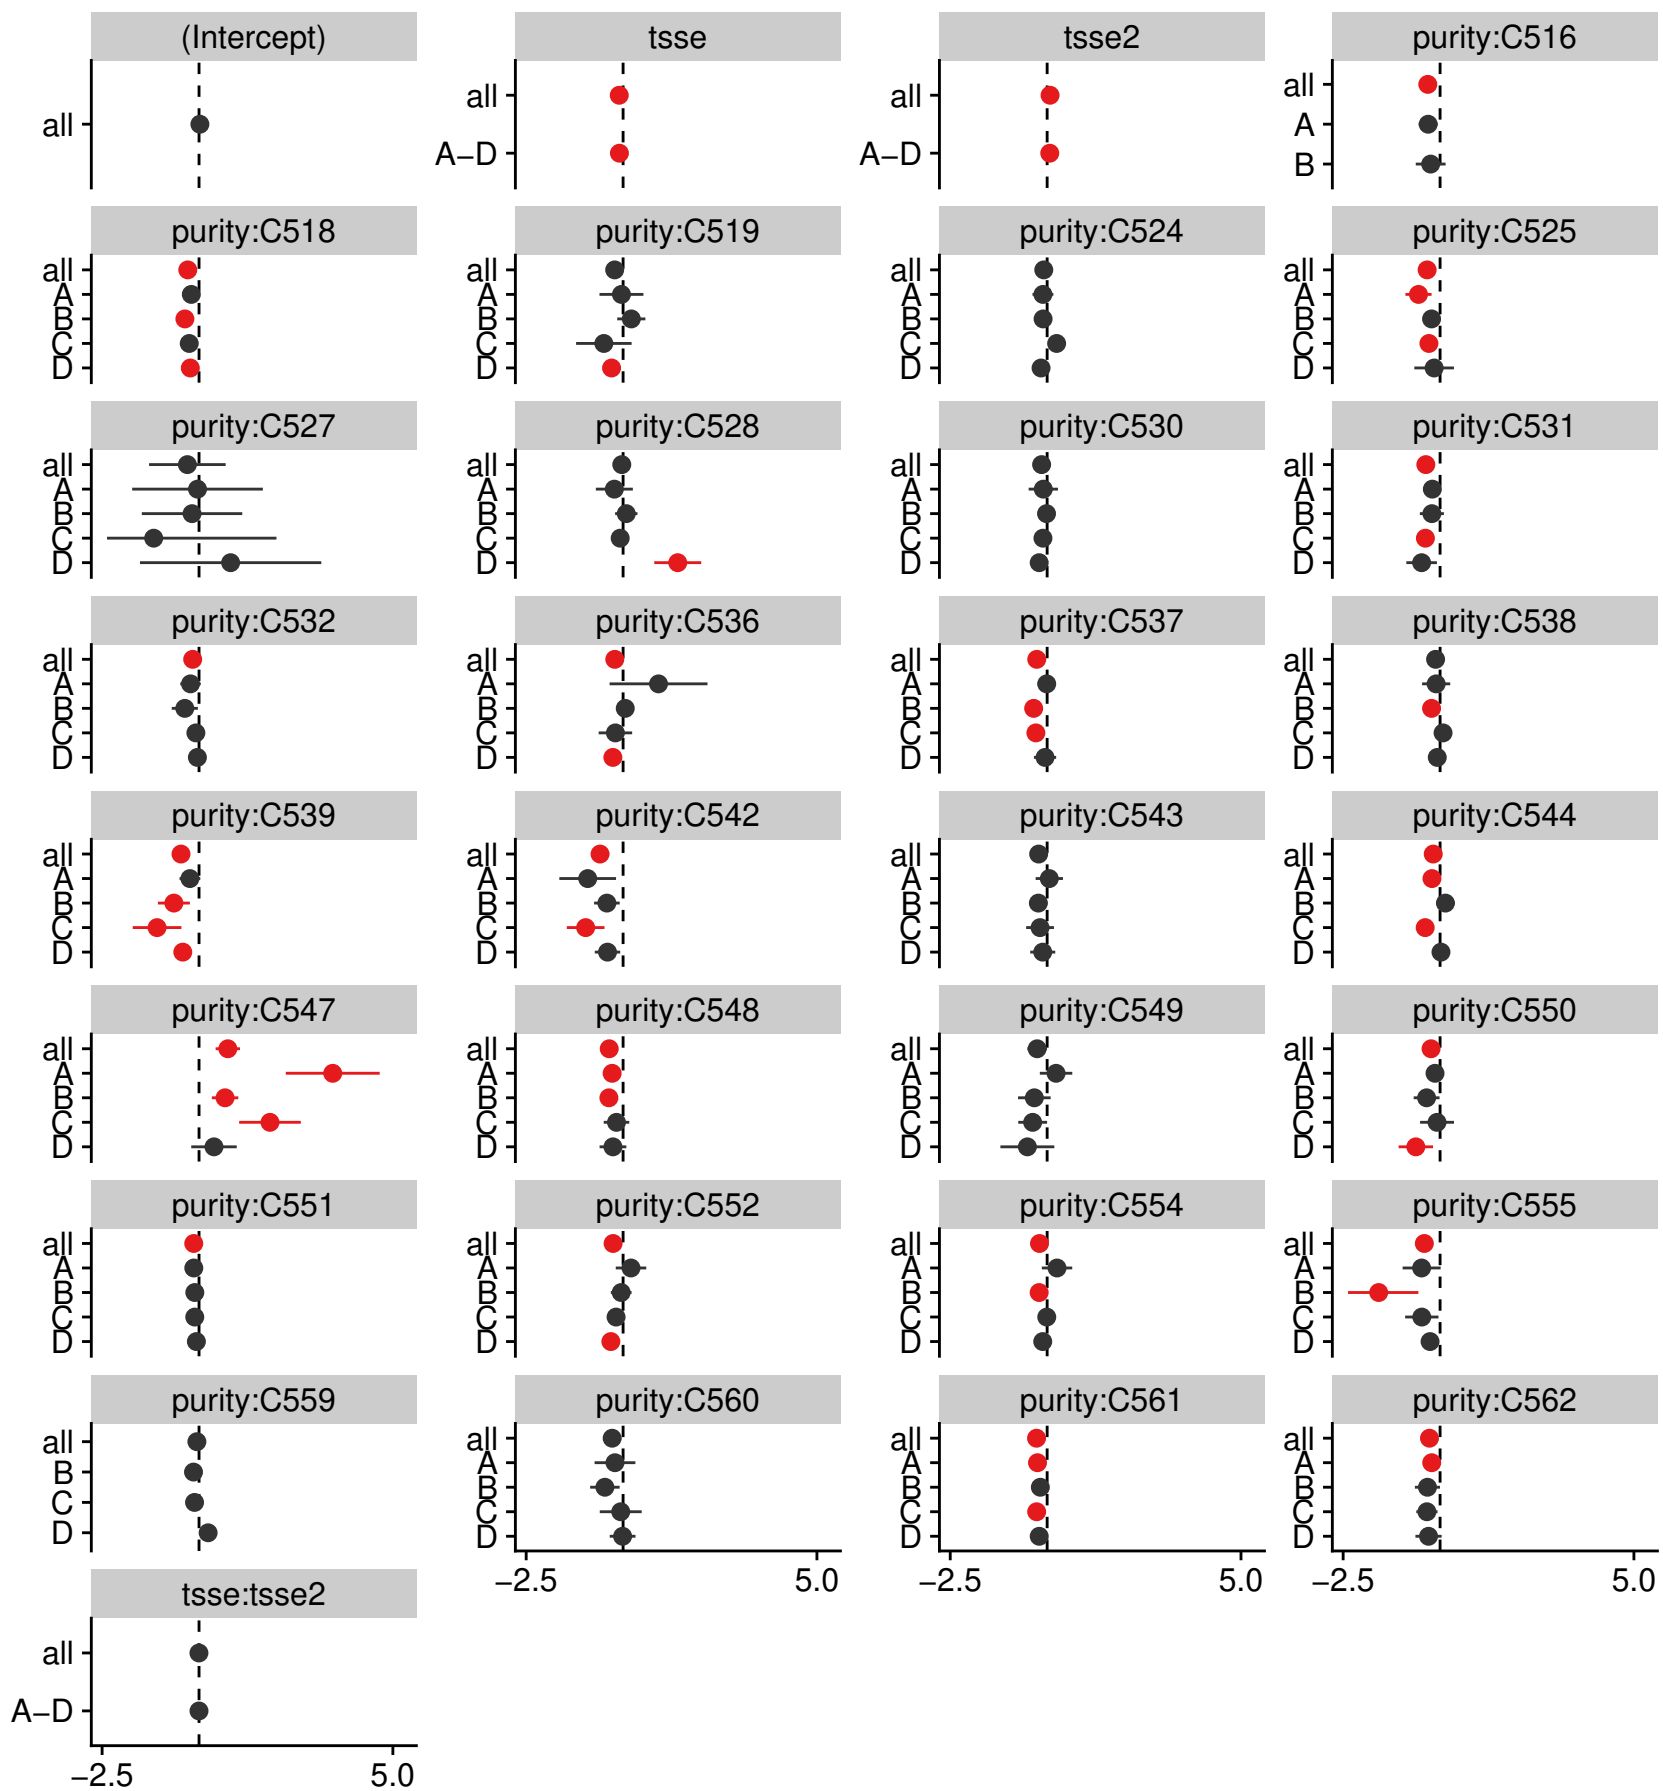 (Intercept) tsse tsse2 purity:C516
all
all
A−D
all
A−D
all
A
B
purity:C518 purity:C519 purity:C524 purity:C525
all all all all
A A A A
B B B B
C C C C
D D D D
purity:C527 purity:C528 purity:C530 purity:C531
all all all all
A A A A
B B B B
C C C C
D D D D
purity:C532 purity:C536 purity:C537 purity:C538
all all all all
A A A A
B B B B
C C C C
D D D D
purity:C539 purity:C542 purity:C543 purity:C544
all all all all
A A A A
B B B B
C C C C
D D D D
purity:C547 purity:C548 purity:C549 purity:C550
all all all all
A A A A
B B B B
C C C C
D D D D
purity:C551 purity:C552 purity:C554 purity:C555
all all all all
A A A A
B B B B
C C C C
D D D D
purity:C559 purity:C560 purity:C561 purity:C562
all all all all
B A A A
C B B B
D C C C
D D D
−2.5 5.0 −2.5 5.0 −2.5 5.0
tsse:tsse2
all
A−D
−2.5 5.0